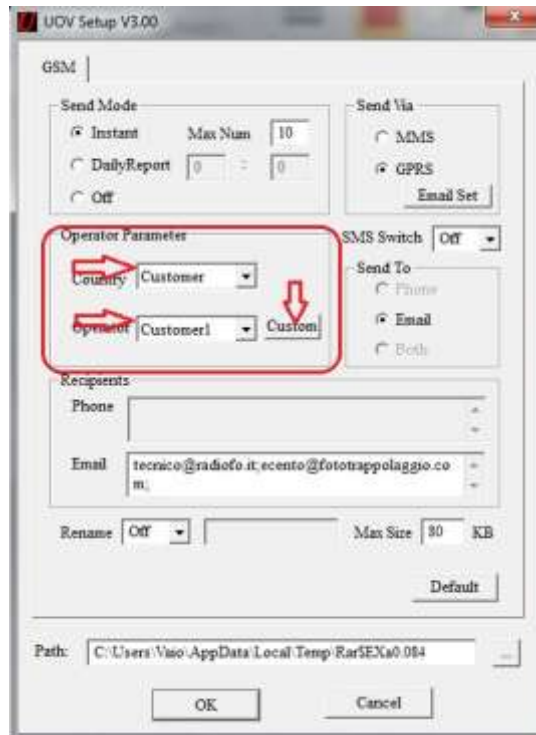 UOV Setup V3.00
GSM
Send Mode
Instant Max Num 10
DailyReport 0 : 0
Off
Send Via
MMS
GPRS
Email Set
Operator Parameter
Country Customer
Operator Customer1 Custom
SMS Switch Off
Send To
Phone
Email
Both
Recipients
Phone
Email tecnico@radiofo.it;ecento@fototrappolaggio.co
m;
Rename Off Max Size 80 KB
Default
Path: C:\Users\Vaio\AppData\Local\Temp\Rar$EXa0.084 ...
OK Cancel